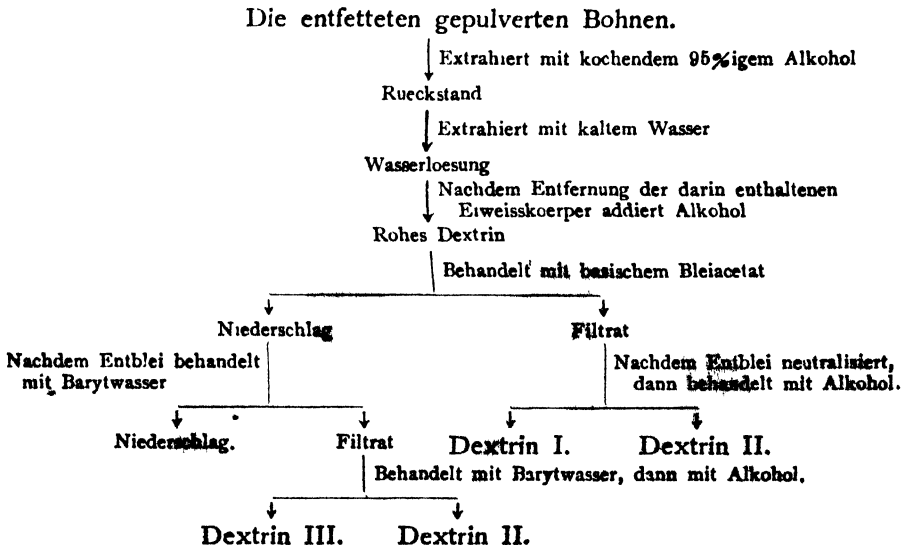 Die entfetteten gepulverten Bohnen.
Extrahiert mit kochendem 95%igem Alkohol
Rueckstand
Extrahiert mit kaltem Wasser
Wasserloesung
Nachdem Entfernung der darin enthaltenen
Eiweisskoerper addiert Alkohol
Rohes Dextrin
Behandelt mit basischem Bleiacetat
Niederschlag
Filtrat
Nachdem Entblei behandelt
mit Barytwasser
Nachdem Entblei neutralisiert,
dann behandelt mit Alkohol.
Niederschlag.
Filtrat
Dextrin I.
Dextrin II.
Behandelt mit Barytwasser, dann mit Alkohol.
Dextrin III.
Dextrin II.